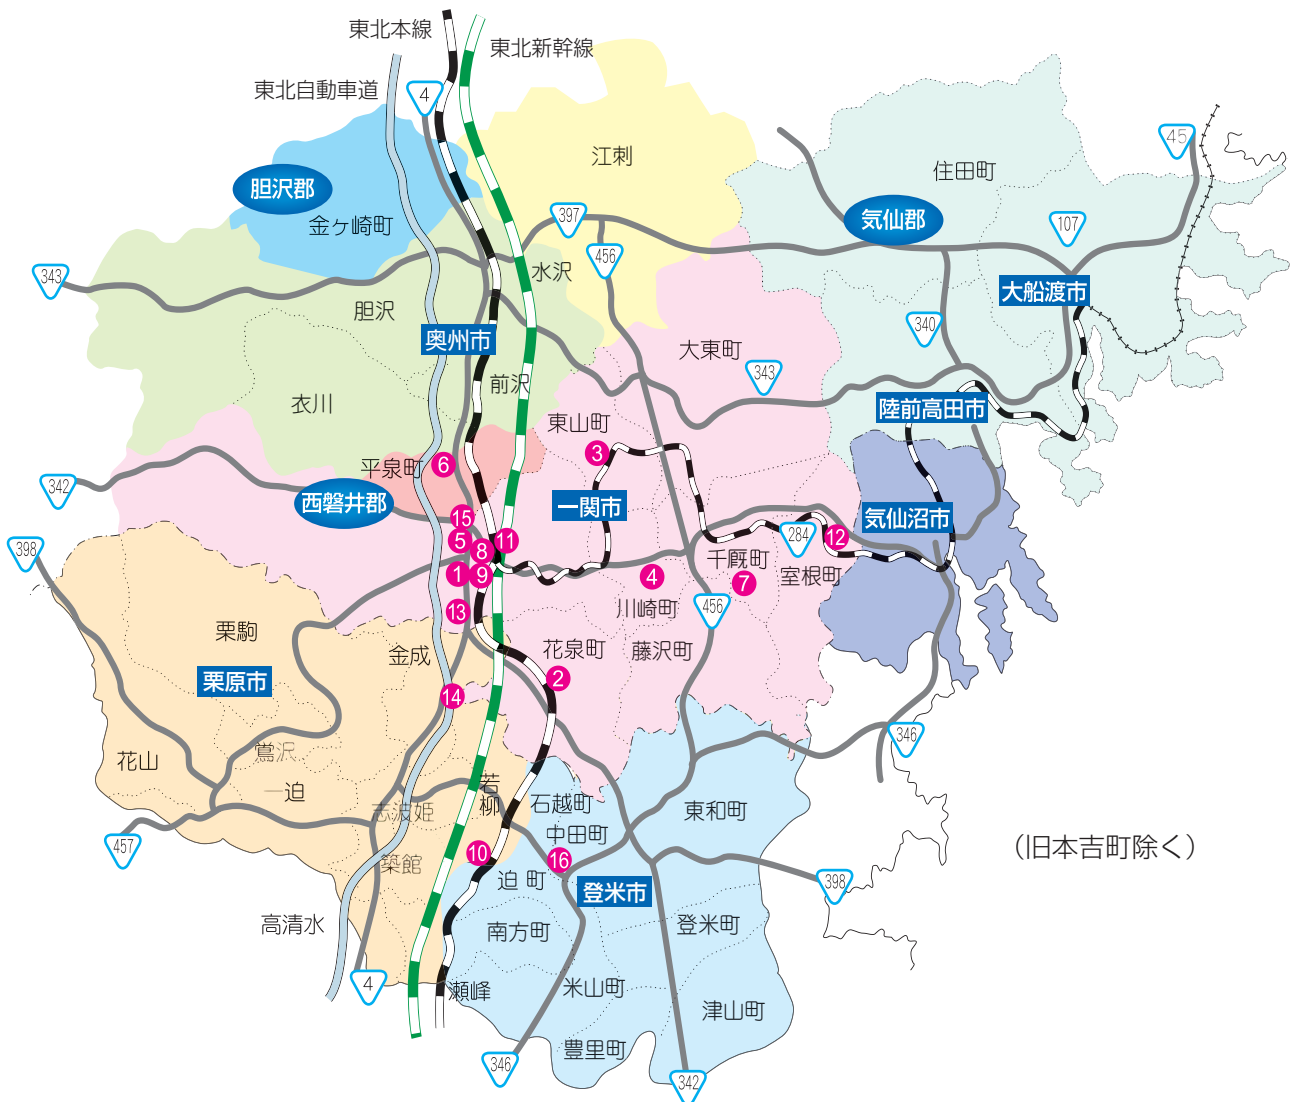 東北本線
東北新幹線
東北自動車道
4
江刺
45
住田町
胆沢郡
金ヶ崎町
397
気仙郡
107
456
343
水沢
大船渡市
胆沢
奥州市
340
大東町
343
前沢
衣川
陸前高田市
東山町
3
平泉町
6
342
西磐井郡
一関市
15
気仙沼市
398
5
8
11
284
12
千厩町
1
9
4
7
室根町
13
川崎町
456
栗駒
金成
花泉町
藤沢町
栗原市
2
14
346
鶯沢
花山
一迫
若柳
石越町
志波姫
東和町
中田町
457
(旧本吉町除く)
10
16
築館
迫町
登米市
398
高清水
南方町
登米町
4
瀬峰
米山町
津山町
豊里町
346
342